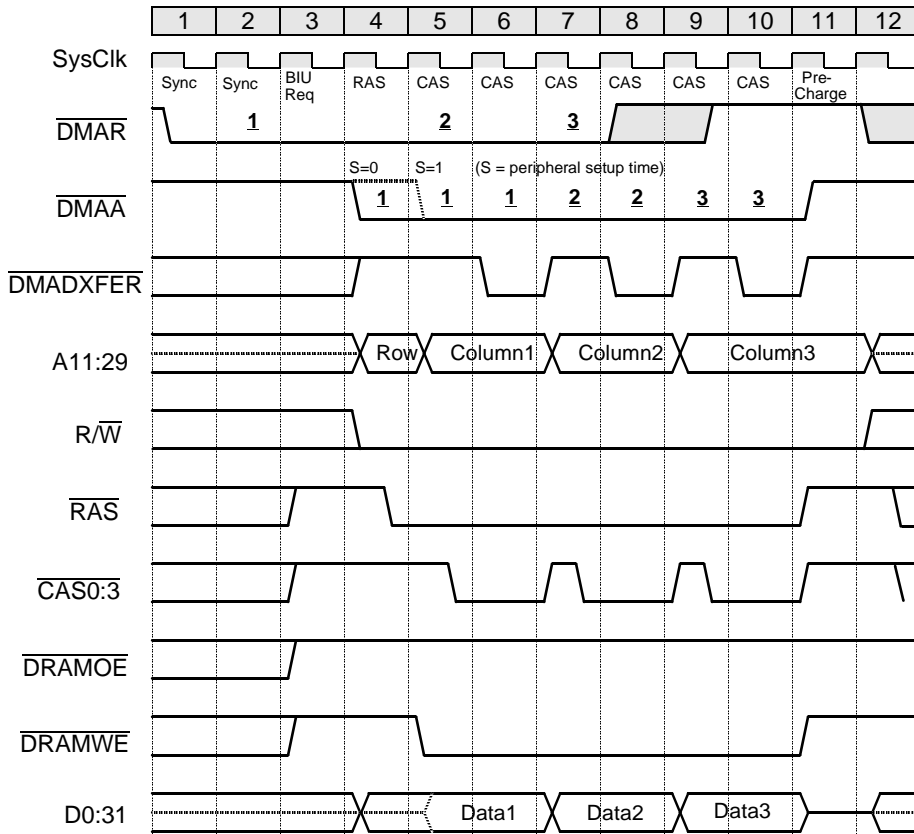 1 2 3 4 5 6 7 8 9 10 11 12
SysClk
Sync Sync BIU Req RAS CAS CAS CAS CAS CAS CAS Pre-Charge
DMAR 1 2 3
S=0 S=1 (S = peripheral setup time)
DMAA 1 1 1 2 2 3 3
DMADXFER
A11:29 Row Column1 Column2 Column3
R/W
RAS
CAS0:3
DRAMOE
DRAMWE
D0:31 Data1 Data2 Data3